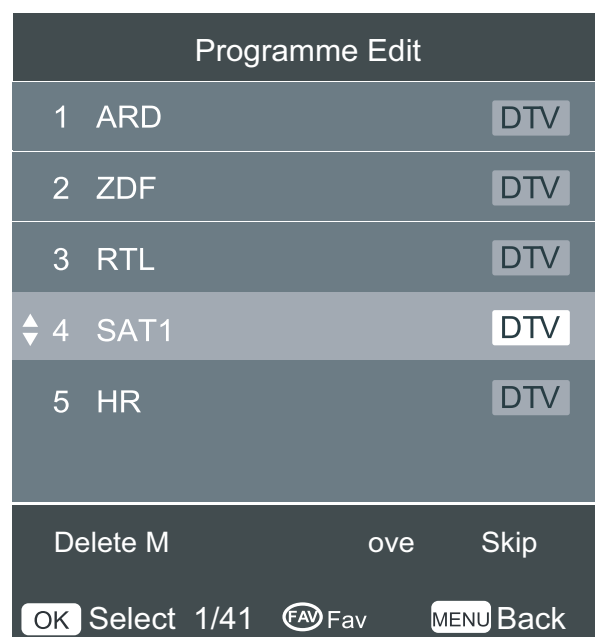 Programme Edit
1 ARD DTV
2 ZDF DTV
3 RTL DTV
4 SAT1 DTV
5 HR DTV
Delete M ove Skip
OK Select 1/41 FAV Fav MENU Back